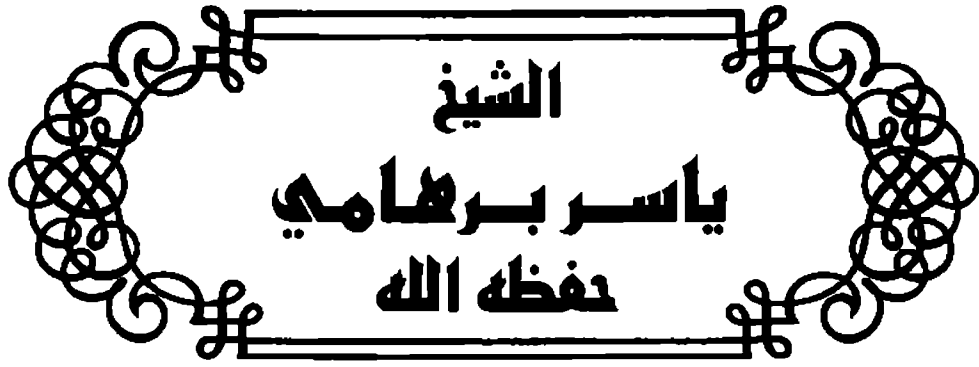 الشيخ
ياسر برهامي
حفظه الله